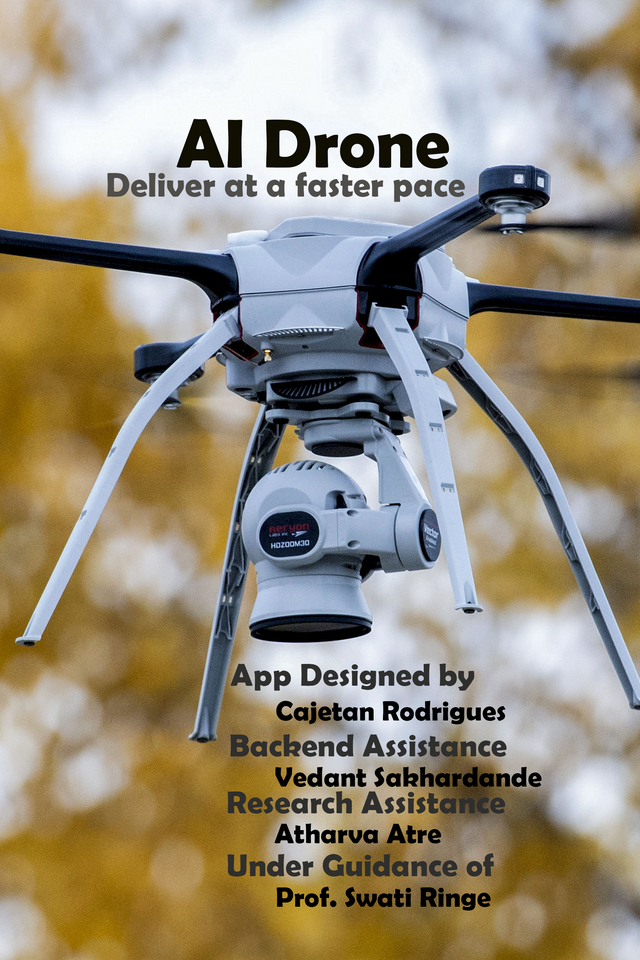 AI Drone
Deliver at a faster pace
aeryon
LABS INC.
HDZOOM30
vector
App Designed by
Cajetan Rodrigues
Backend Assistance
Vedant Sakhardande
Research Assistance
Atharva Atre
Under Guidance of
Prof. Swati Ringe